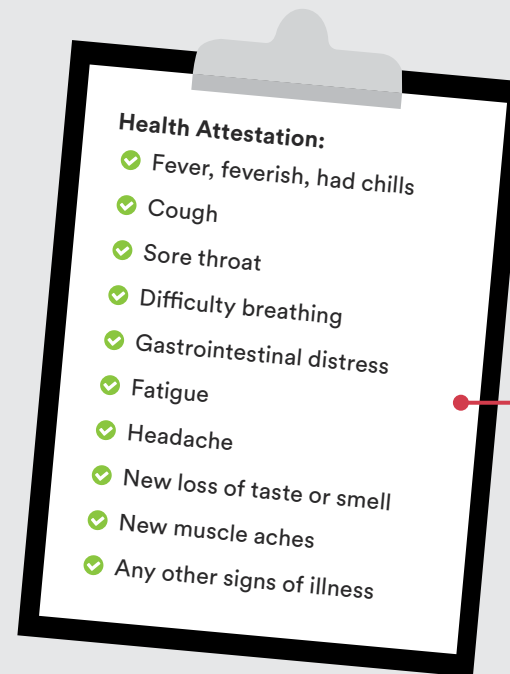 Health Attestation:
Fever, feverish, had chills
Cough
Sore throat
Difficulty breathing
Gastrointestinal distress
Fatigue
Headache
New loss of taste or smell
New muscle aches
Any other signs of illness